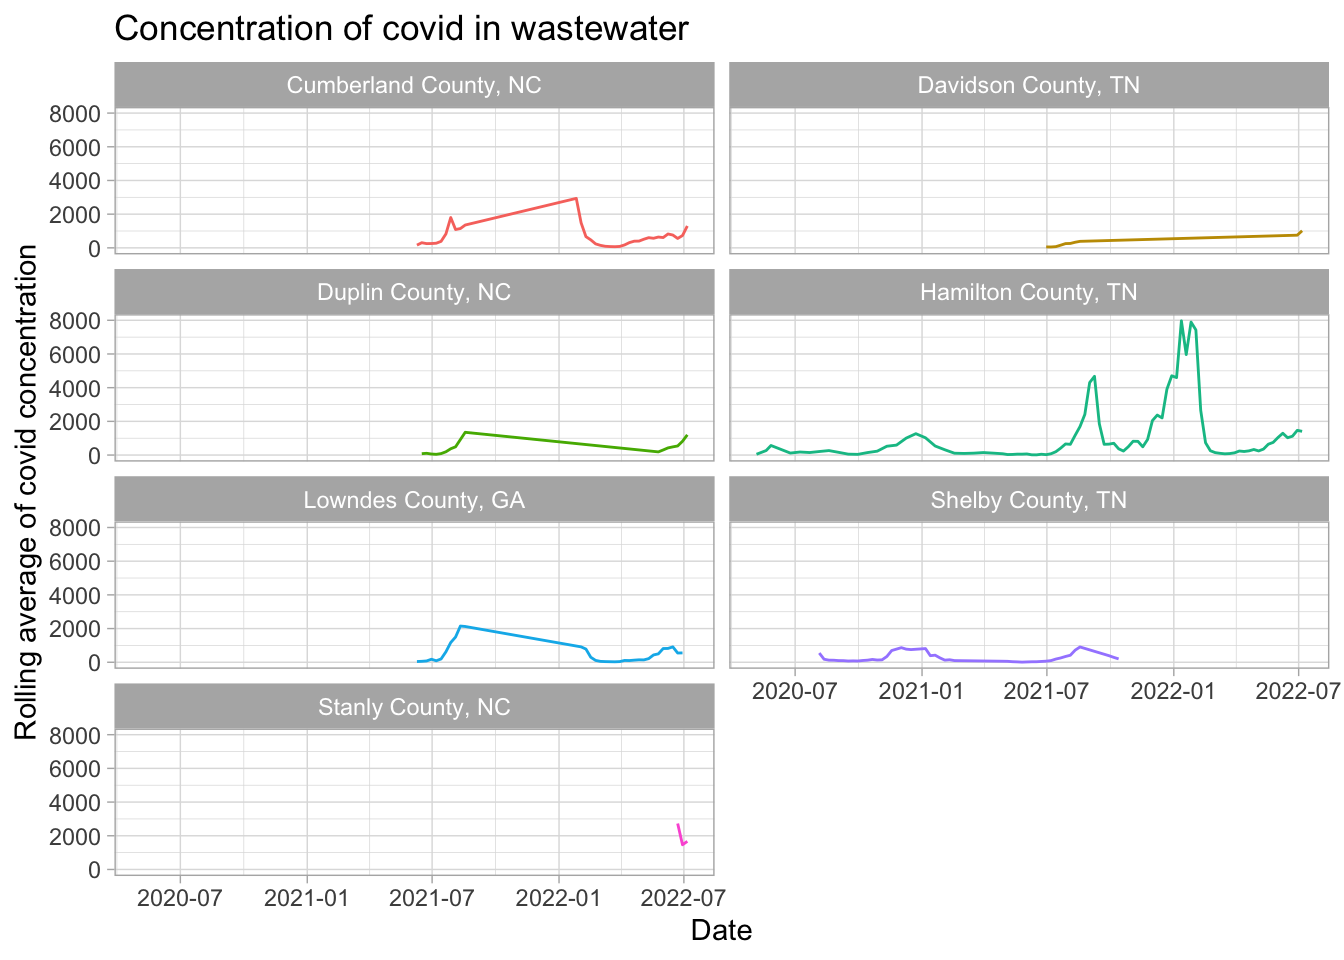 Concentration of covid in wastewater
Cumberland County, NC
Davidson County, TN
8000
6000
4000
2000
0
Duplin County, NC
Hamilton County, TN
8000
6000
4000
2000
0
Lowndes County, GA
Shelby County, TN
8000
6000
4000
2000
0
2020-07 2021-01 2021-07 2022-01 2022-07
Stanly County, NC
8000
6000
4000
2000
0
2020-07 2021-01 2021-07 2022-01 2022-07
Date
Rolling average of covid concentration